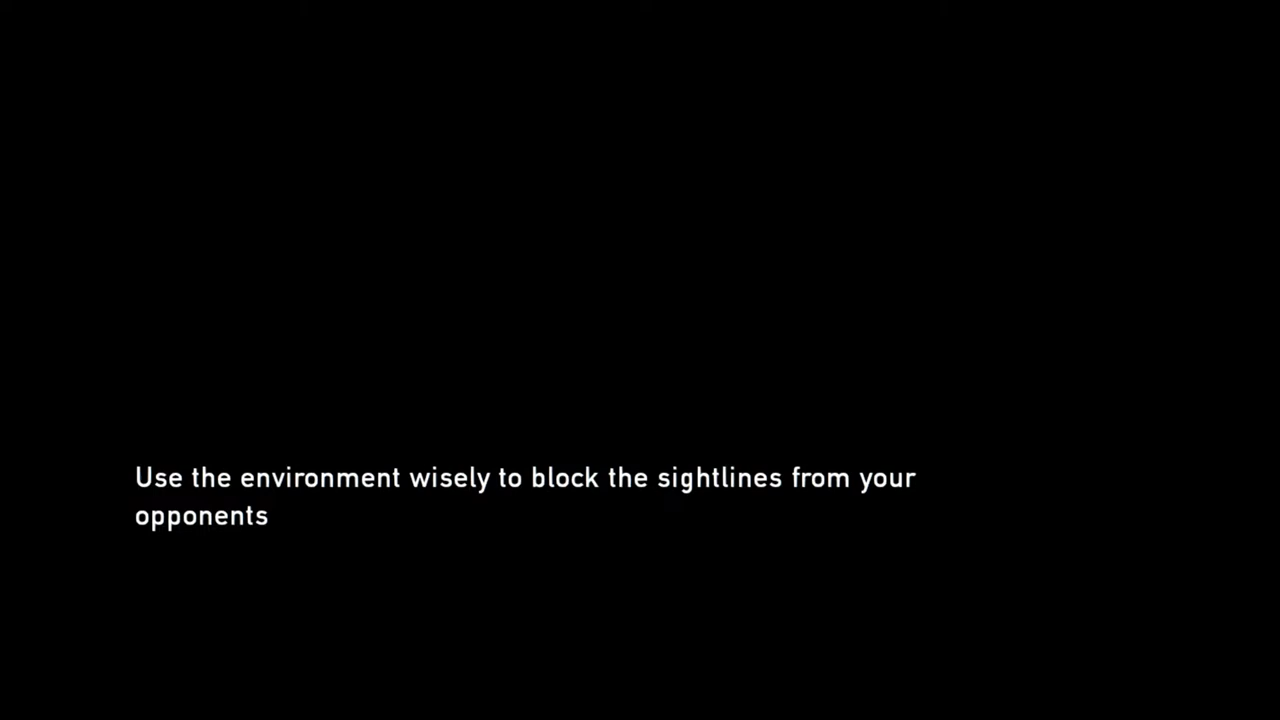 Use the environment wisely to block the sightlines from your
opponents